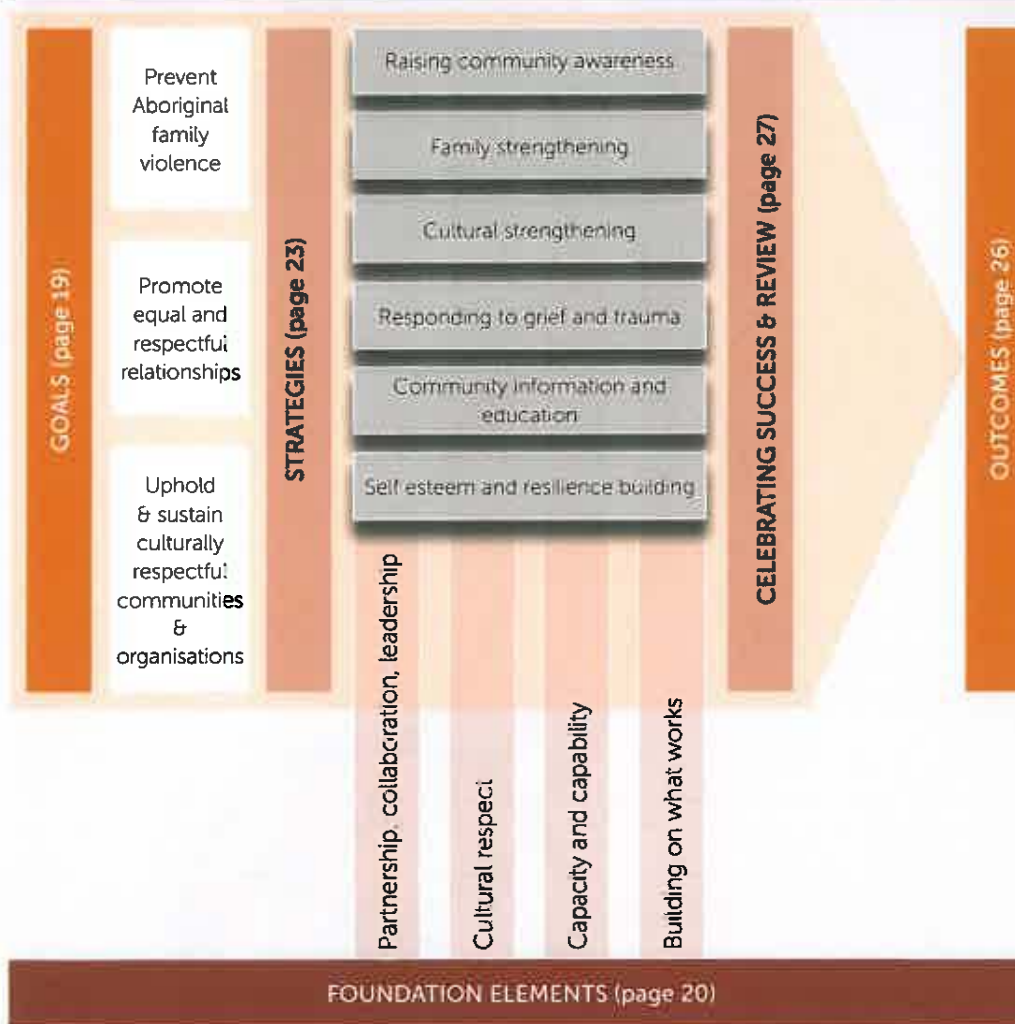 GOALS (page 19)
Prevent
Aboriginal
family
violence
Promote
equal and
respectful
relationships
Uphold
& sustain
culturally
respectful
communities
&
organisations
STRATEGIES (page 23)
Raising community awareness
Family strengthening
Cultural strengthening
Responding to grief and trauma
Community information and
education
Self esteem and resilience building
CELEBRATING SUCCESS & REVIEW (page 27)
OUTCOMES (page 26)
Partnership, collaboration, leadership
Cultural respect
Capacity and capability
Building on what works
FOUNDATION ELEMENTS (page 20)